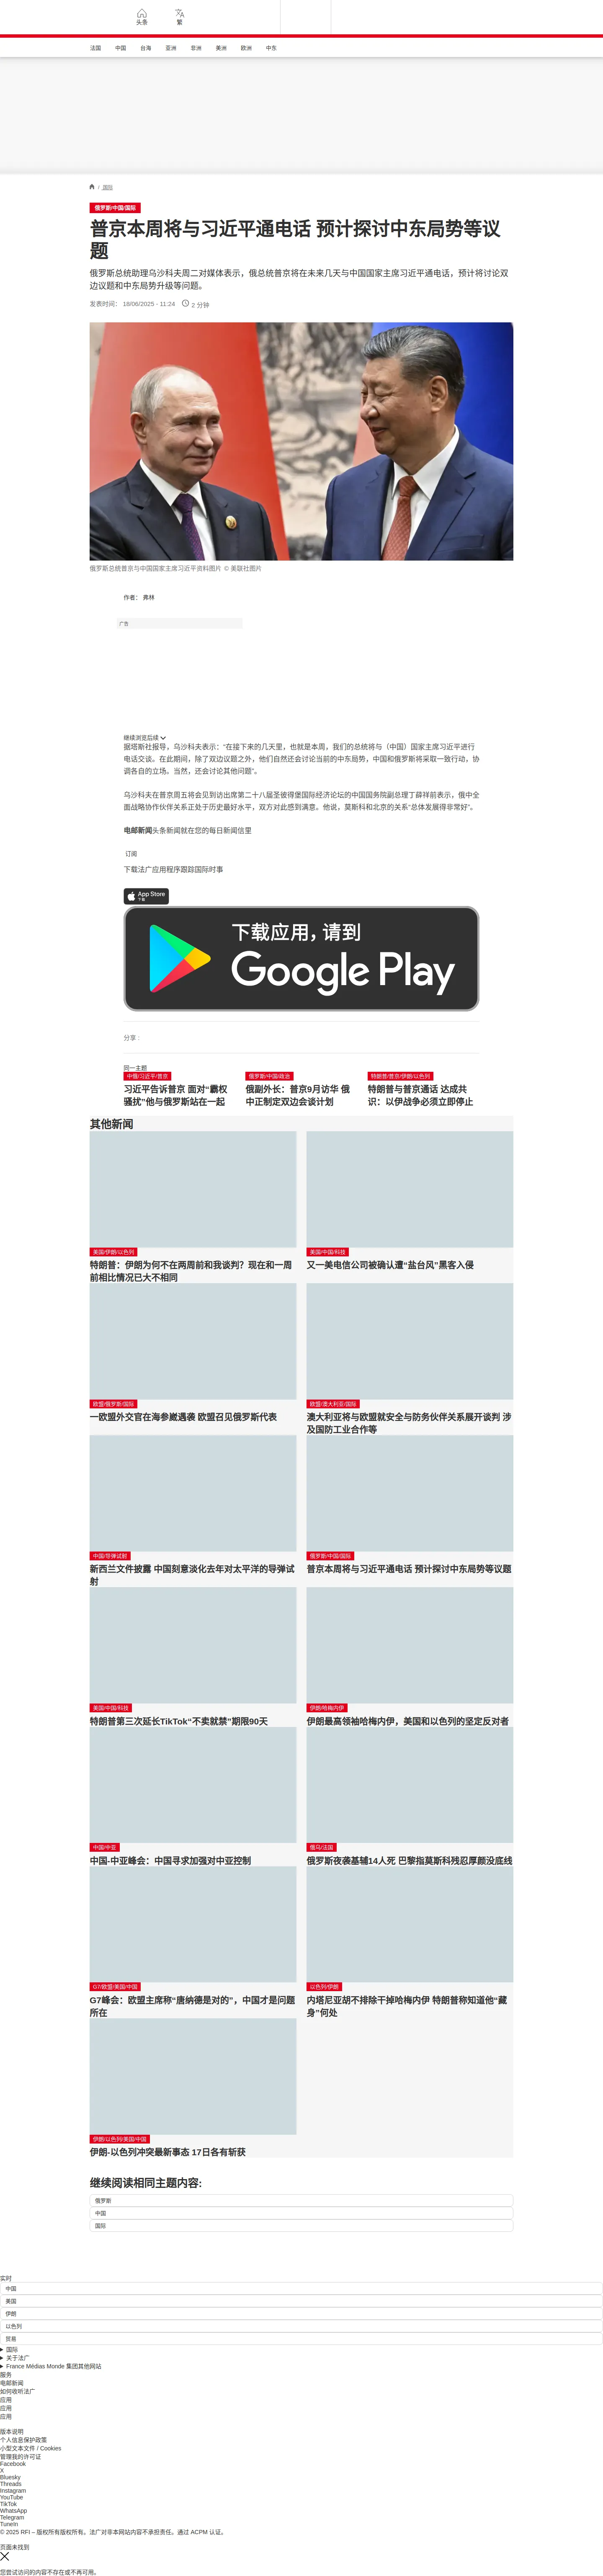 头条
繁
法国 中国 台海 亚洲 非洲 美洲 欧洲 中东
/ 国际
俄罗斯/中国/国际
普京本周将与习近平通电话 预计探讨中东局势等议
题
俄罗斯总统助理乌沙科夫周二对媒体表示，俄总统普京将在未来几天与中国国家主席习近平通电话，预计将讨论双
边议题和中东局势升级等问题。
发表时间： 18/06/2025 - 11:24 2 分钟
俄罗斯总统普京与中国国家主席习近平资料图片 © 美联社图片
作者： 弗林
广告
继续浏览后续
据塔斯社报导，乌沙科夫表示：“在接下来的几天里，也就是本周，我们的总统将与（中国）国家主席习近平进行
电话交谈。在此期间，除了双边议题之外，他们自然还会讨论当前的中东局势，中国和俄罗斯将采取一致行动，协
调各自的立场。当然，还会讨论其他问题”。
乌沙科夫在普京周五将会见到访出席第二十八届圣彼得堡国际经济论坛的中国国务院副总理丁薛祥前表示，俄中全
面战略协作伙伴关系正处于历史最好水平，双方对此感到满意。他说，莫斯科和北京的关系“总体发展得非常好”。
电邮新闻头条新闻就在您的每日新闻信里
订阅
下载法广应用程序跟踪国际时事
App Store
下载
下载应用，请到
Google Play
分享 :
同一主题
中俄/习近平/普京
习近平告诉普京 面对“霸权
骚扰”他与俄罗斯站在一起
俄罗斯/中国/政治
俄副外长：普京9月访华 俄
中正制定双边会谈计划
特朗普/普京/伊朗/以色列
特朗普与普京通话 达成共
识：以伊战争必须立即停止
其他新闻
美国/伊朗/以色列
特朗普：伊朗为何不在两周前和我谈判？现在和一周
前相比情况已大不相同
美国/中国/科技
又一美电信公司被确认遭“盐台风”黑客入侵
欧盟/俄罗斯/国际
一欧盟外交官在海参崴遇袭 欧盟召见俄罗斯代表
欧盟/澳大利亚/国际
澳大利亚将与欧盟就安全与防务伙伴关系展开谈判 涉
及国防工业合作等
中国/导弹试射
新西兰文件披露 中国刻意淡化去年对太平洋的导弹试
射
俄罗斯/中国/国际
普京本周将与习近平通电话 预计探讨中东局势等议题
美国/中国/科技
特朗普第三次延长TikTok“不卖就禁”期限90天
伊朗/哈梅内伊
伊朗最高领袖哈梅内伊，美国和以色列的坚定反对者
中国/中亚
中国-中亚峰会：中国寻求加强对中亚控制
俄乌/法国
俄罗斯夜袭基辅14人死 巴黎指莫斯科残忍厚颜没底线
G7/欧盟/美国/中国
G7峰会：欧盟主席称“唐纳德是对的”，中国才是问题
所在
以色列/伊朗
内塔尼亚胡不排除干掉哈梅内伊 特朗普称知道他“藏
身”何处
伊朗/以色列/美国/中国
伊朗-以色列冲突最新事态 17日各有斩获
继续阅读相同主题内容:
俄罗斯
中国
国际
实时
中国
美国
伊朗
以色列
贸易
国际
关于法广
France Médias Monde 集团其他网站
服务
电邮新闻
如何收听法广
应用
应用
应用
版本说明
个人信息保护政策
小型文本文件 / Cookies
管理我的许可证
Facebook
X
Bluesky
Threads
Instagram
YouTube
TikTok
WhatsApp
Telegram
TuneIn
© 2025 RFI – 版权所有版权所有。法广对非本网站内容不承担责任。通过 ACPM 认证。
页面未找到
您尝试访问的内容不存在或不再可用。